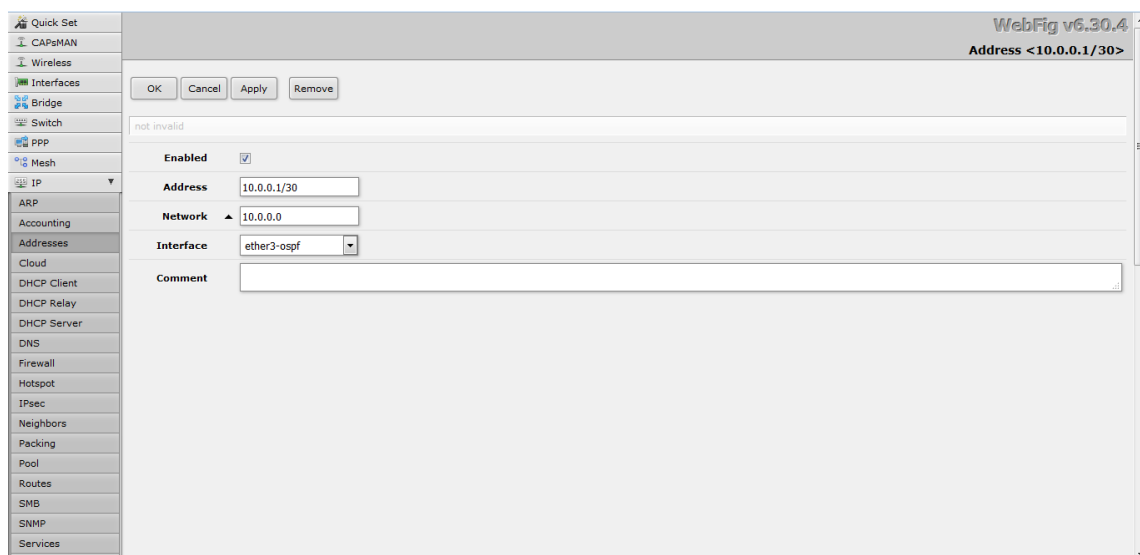 Quick Set
CAPsMAN
Wireless
Interfaces
Bridge
Switch
PPP
Mesh
IP
ARP
Accounting
Addresses
Cloud
DHCP Client
DHCP Relay
DHCP Server
DNS
Firewall
Hotspot
IPsec
Neighbors
Packing
Pool
Routes
SMB
SNMP
Services
WebFig v6.30.4
Address <10.0.0.1/30>
OK Cancel Apply Remove
not invalid
Enabled
Address 10.0.0.1/30
Network 10.0.0.0
Interface ether3-ospf
Comment